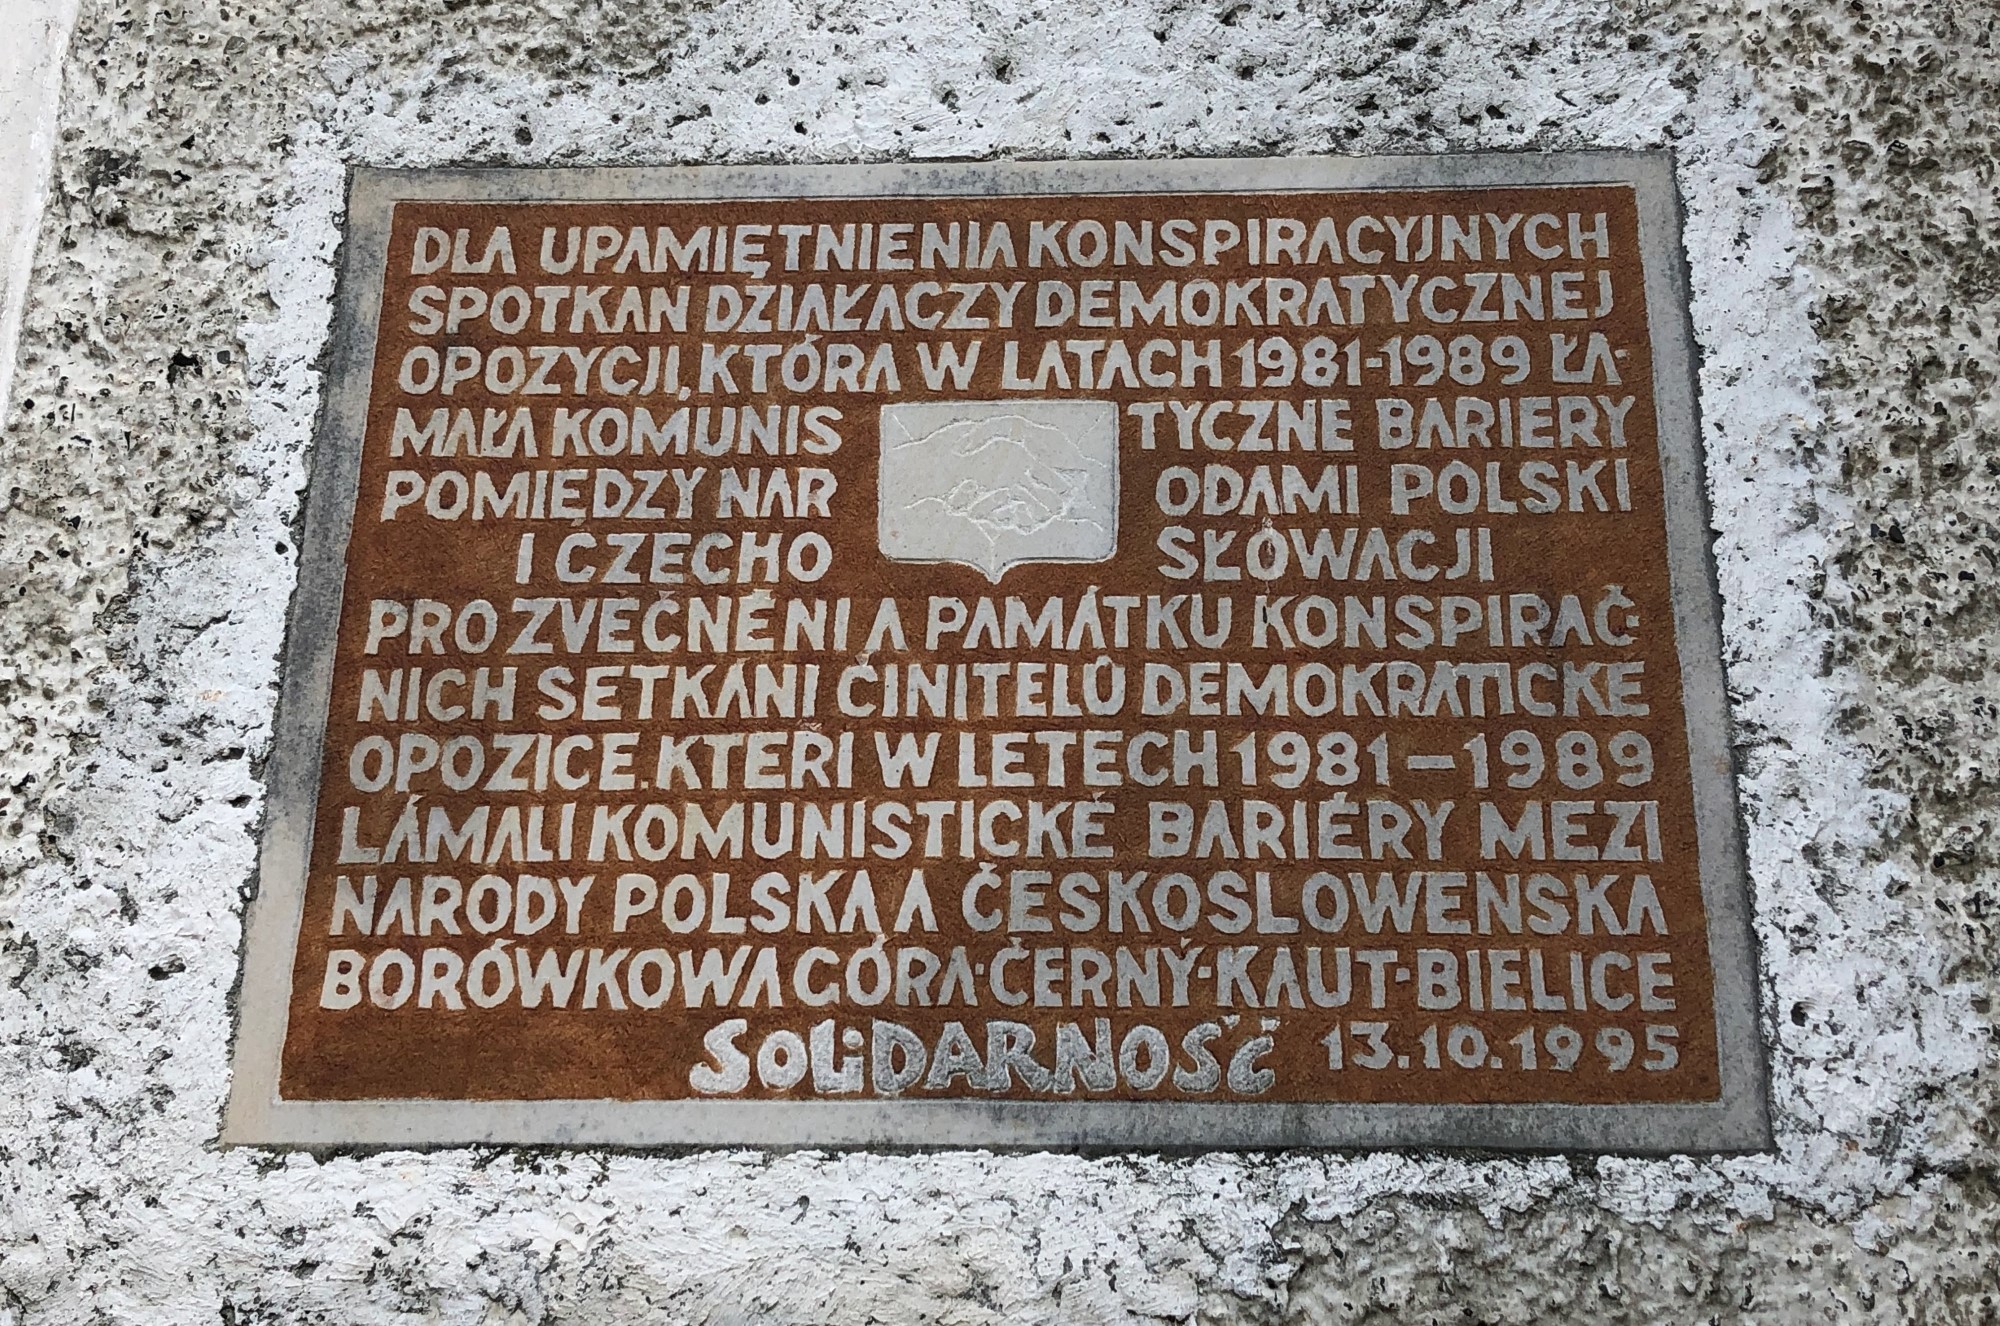 DLA UPAMIĘTNIENIA KONSPIRACYJNYCH
SPOTKAN DZIAŁACZY DEMOKRATYCZNEJ
OPOZYCJI, KTÓRA W LATACH 1981-1989 ŁA-
MAŁA KOMUNIS TYCZNE BARIERY
POMIĘDZY NAR ODAMI POLSKI
I CZECHO SŁOWACJI
PRO ZVĚČNĚNI A PAMÁTKU KONSPIRAČ-
NICH SETKÁNI ČINITELŮ DEMOKRATICKE
OPOZICE. KTEŘI W LETECH 1981-1989
LÁMALI KOMUNISTICKÉ BARIÉRY MEZI
NARODY POLSKA A ČESKOSLOWENSKA
BORÓWKOWA GÓRA·ČERNÝ·KAUT·BIELICE
SOLiDARNOŚĆ 13.10.1995